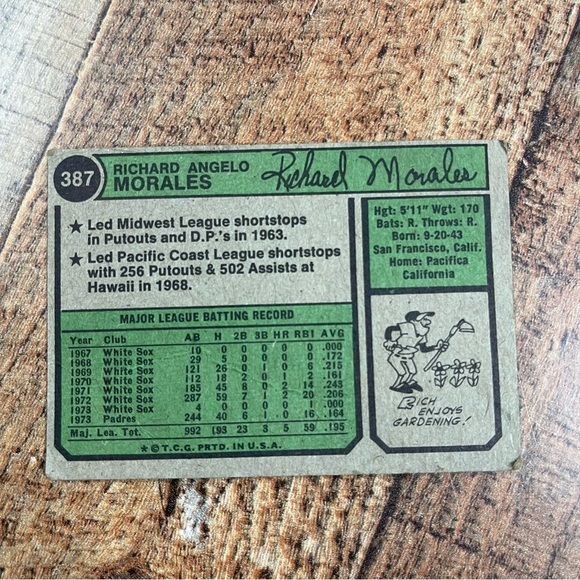 387
RICHARD ANGELO
MORALES
Richard Morales
★ Led Midwest League shortstops
in Putouts and D.P.'s in 1963.
★ Led Pacific Coast League shortstops
with 256 Putouts & 502 Assists at
Hawaii in 1968.
Hgt: 5'11" Wgt: 170
Bats: R. Throws: R.
Born: 9-20-43
San Francisco, Calif.
Home: Pacifica
California
MAJOR LEAGUE BATTING RECORD
Year Club AB H 2B 3B HR RBI AVG
1967 White Sox 10 0 0 0 0 0 .000
1968 White Sox 29 5 0 0 0 0 .172
1969 White Sox 121 26 0 1 0 6 .215
1970 White Sox 112 18 2 0 1 2 .161
1971 White Sox 185 45 8 0 2 14 .243
1972 White Sox 287 59 7 1 2 20 .206
1973 White Sox 4 0 0 0 0 1 .000
1973 Padres 244 40 6 1 0 16 .164
Maj. Lea. Tot. 992 193 23 3 5 59 .195
* © T.C.G. PRTD. IN U.S.A.
RICH
ENJOYS
GARDENING!